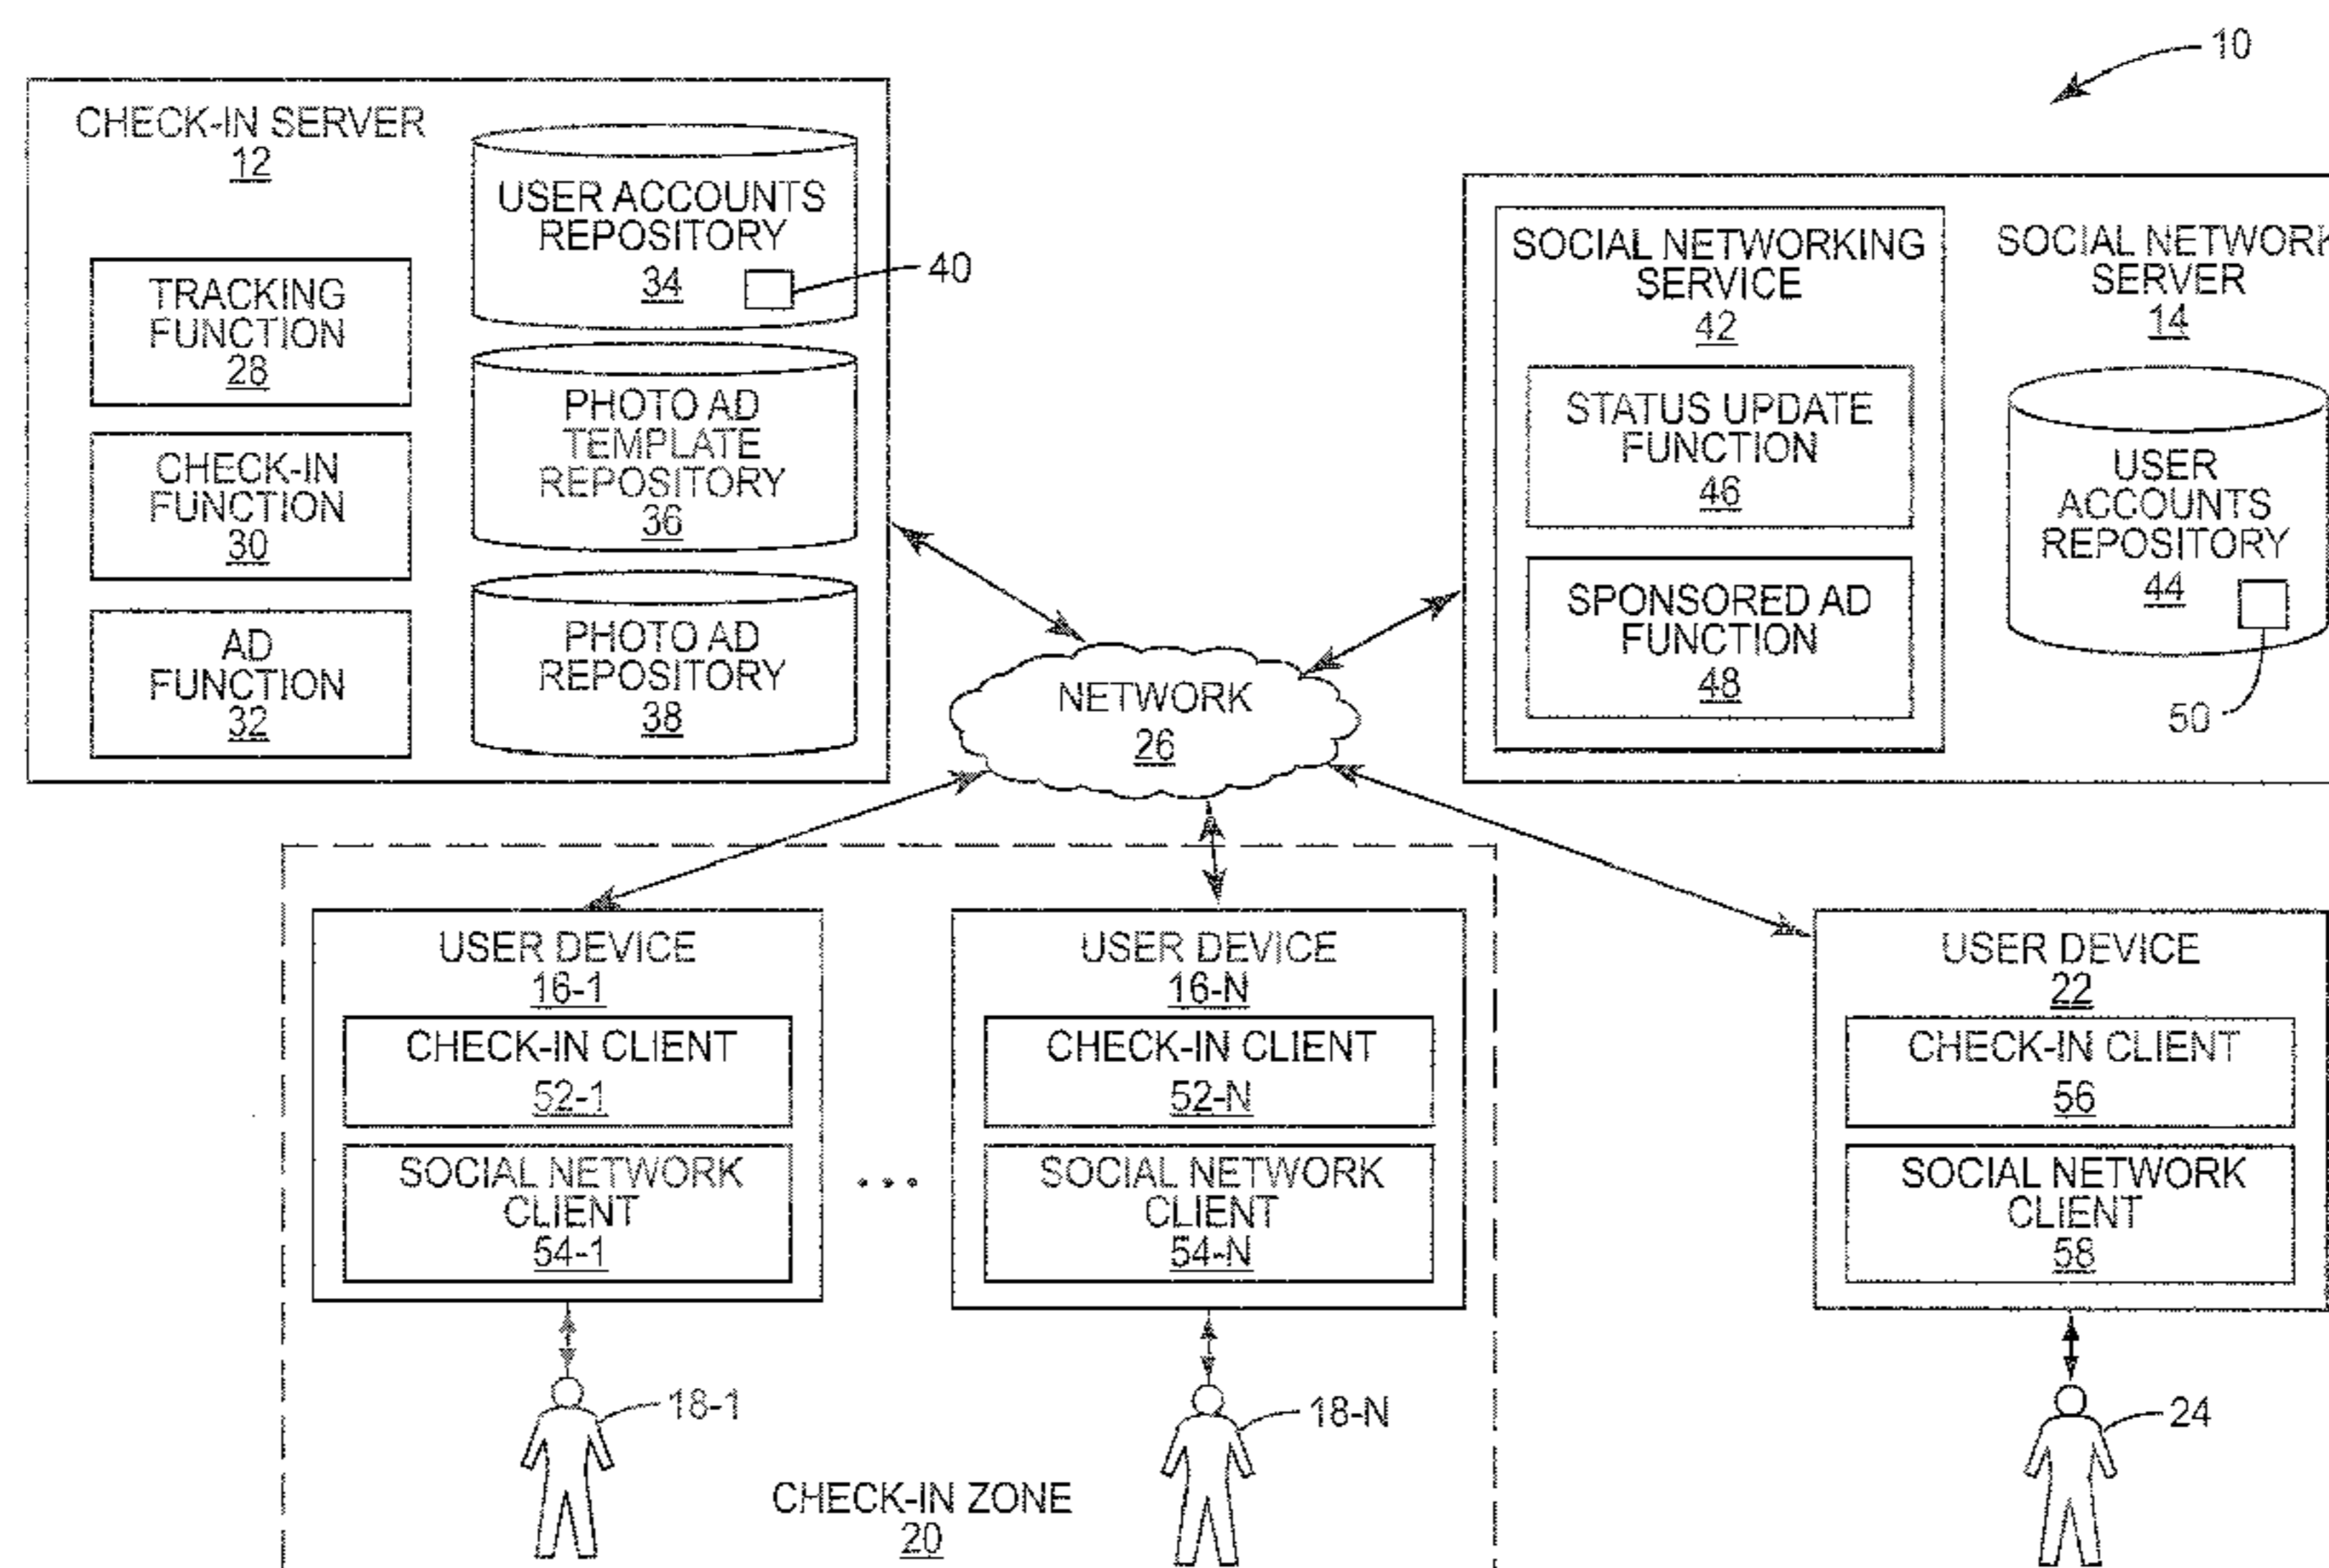 10
CHECK-IN SERVER
12
USER ACCOUNTS
REPOSITORY
34
40
TRACKING
FUNCTION
28
CHECK-IN
FUNCTION
30
AD
FUNCTION
32
PHOTO AD
TEMPLATE
REPOSITORY
36
PHOTO AD
REPOSITORY
38
SOCIAL NETWORKING
SERVICE
42
STATUS UPDATE
FUNCTION
46
SPONSORED AD
FUNCTION
48
SOCIAL NETWORK
SERVER
14
USER
ACCOUNTS
REPOSITORY
44
50
NETWORK
26
USER DEVICE
16-1
CHECK-IN CLIENT
52-1
SOCIAL NETWORK
CLIENT
54-1
...
USER DEVICE
16-N
CHECK-IN CLIENT
52-N
SOCIAL NETWORK
CLIENT
54-N
USER DEVICE
22
CHECK-IN CLIENT
56
SOCIAL NETWORK
CLIENT
58
18-1
18-N
24
CHECK-IN ZONE
20